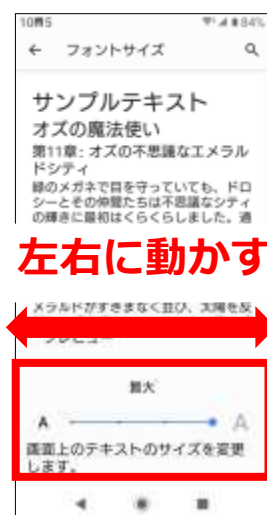 10時5 84%
フォントサイズ
サンプルテキスト
オズの魔法使い
第11章: オズの不思議なエメラル
ドシティ
緑のメガネで目を守っていても、ドロ
シーとその仲間たちは不思議なシティ
の輝きに最初はくらくらしました。通
左右に動かす
メラルドがすきまなく並び、太陽を反
プレビュー
最大
A A
画面上のテキストのサイズを変更
します。